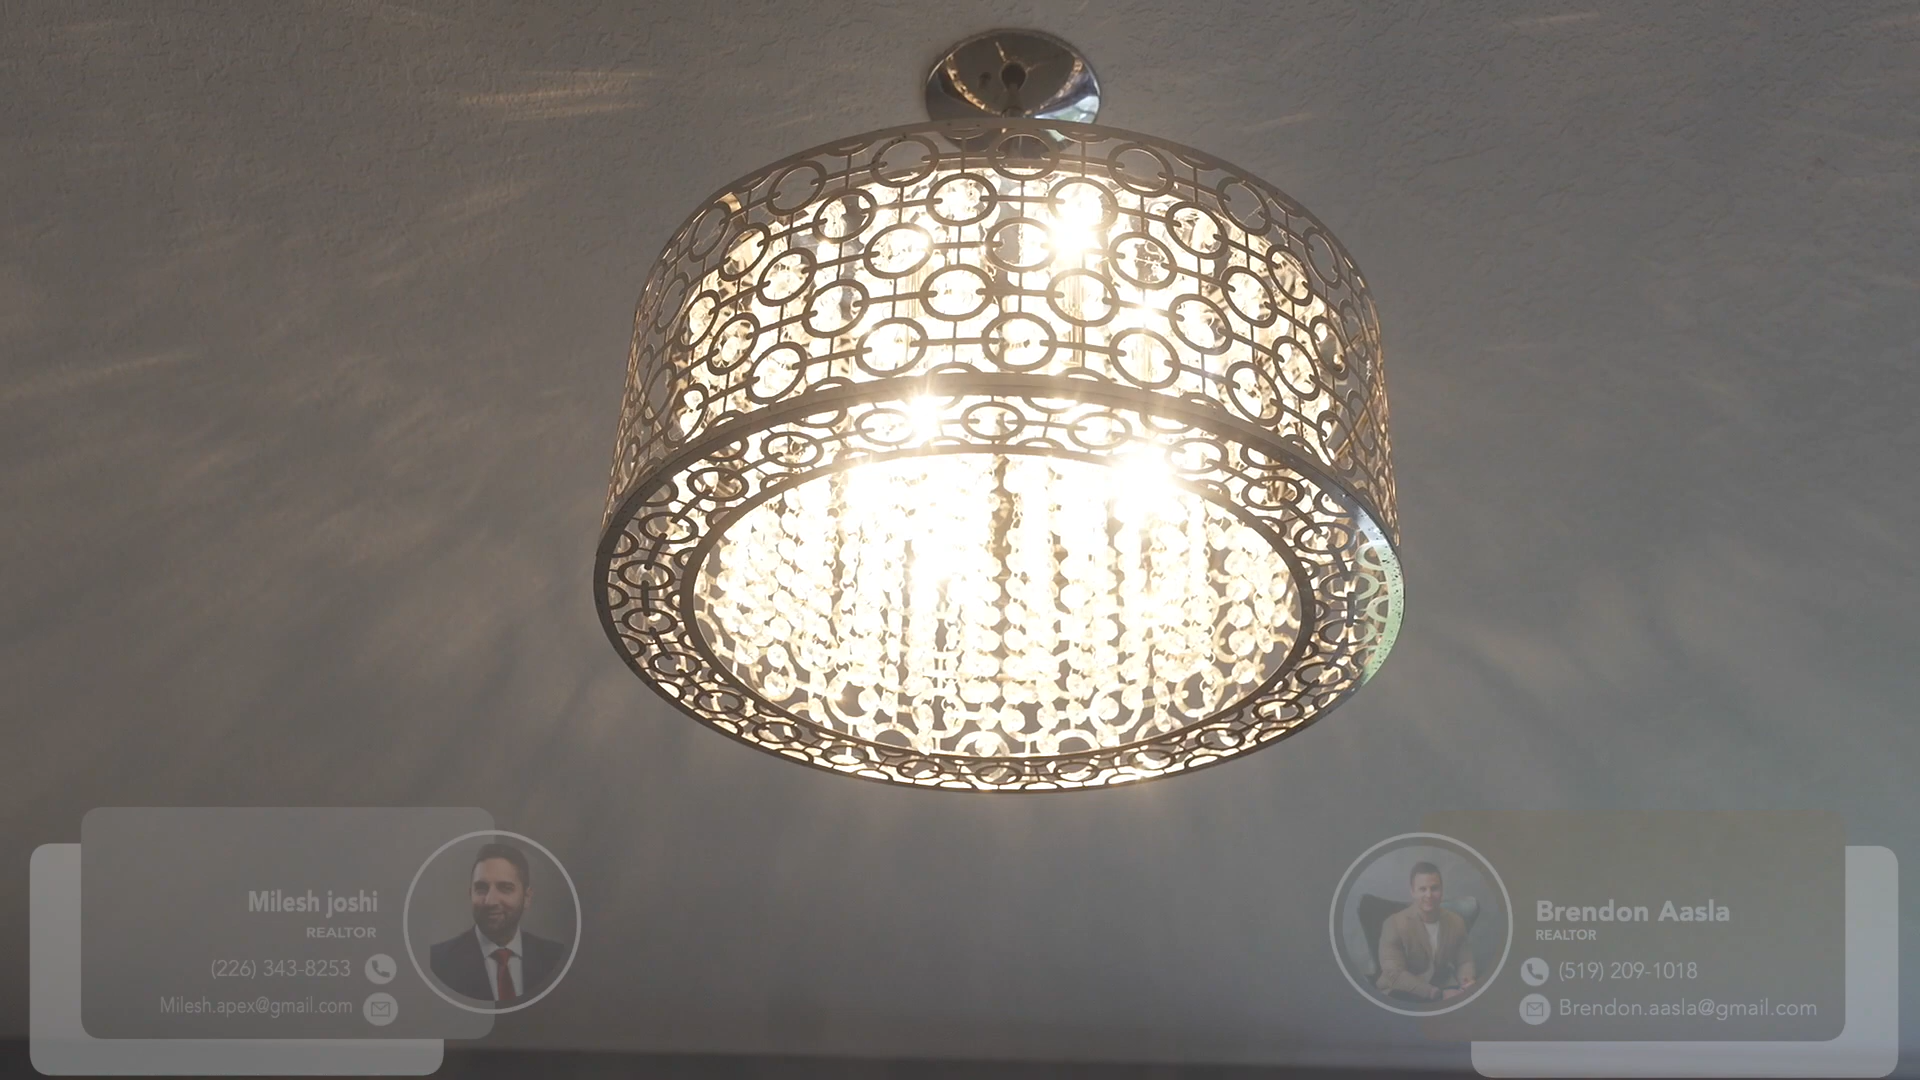 Milesh joshi
REALTOR
(226) 343-8253
Milesh.apex@gmail.com
Brendon Aasla
REALTOR
(519) 209-1018
Brendon.aasla@gmail.com